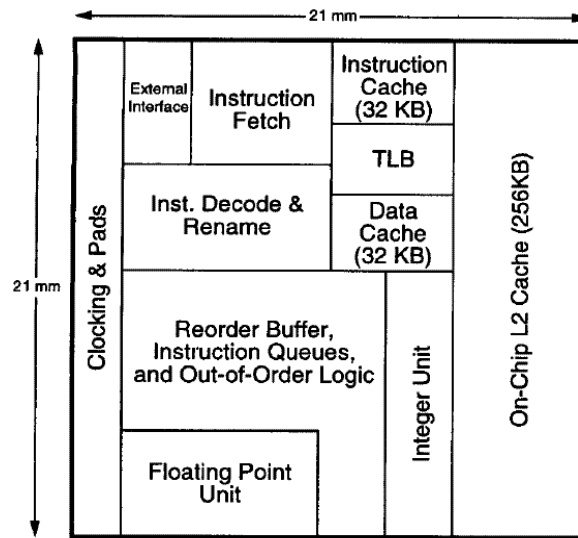 21 mm
21 mm
Clocking & Pads
External
Interface
Instruction
Fetch
Instruction
Cache
(32 KB)
TLB
Inst. Decode &
Rename
Data
Cache
(32 KB)
Reorder Buffer,
Instruction Queues,
and Out-of-Order Logic
Floating Point
Unit
Integer Unit
On-Chip L2 Cache (256KB)